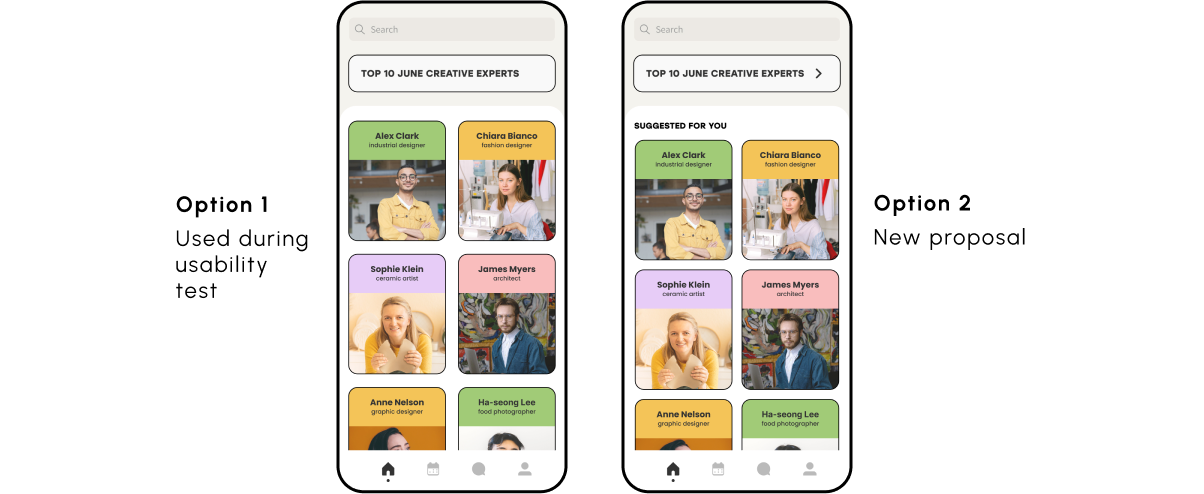 Option 1
Used during
usability
test
Search
TOP 10 JUNE CREATIVE EXPERTS
Alex Clark
industrial designer
Chiara Bianco
fashion designer
Sophie Klein
ceramic artist
James Myers
architect
Anne Nelson
graphic designer
Ha-seong Lee
food photographer
Search
TOP 10 JUNE CREATIVE EXPERTS
SUGGESTED FOR YOU
Alex Clark
industrial designer
Chiara Bianco
fashion designer
Sophie Klein
ceramic artist
James Myers
architect
Anne Nelson
graphic designer
Ha-seong Lee
food photographer
Option 2
New proposal